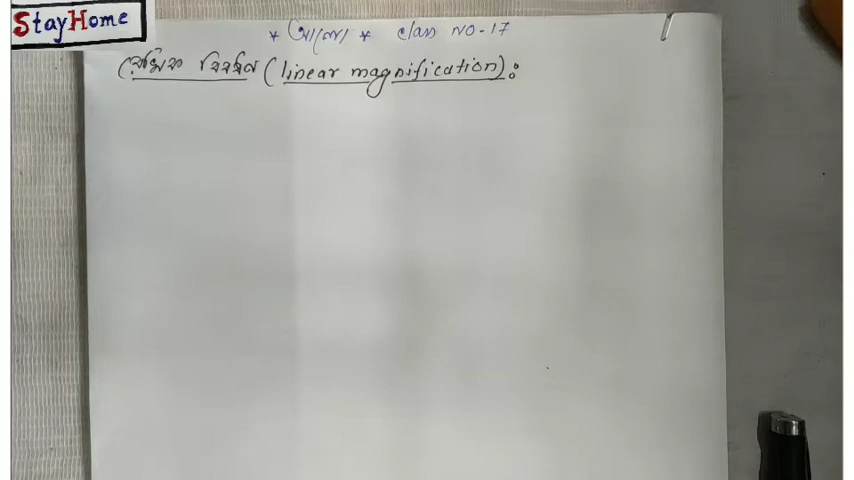 StayHome
* আলো * class NO-17
রৈখিক বিবর্ধন (linear magnification) :